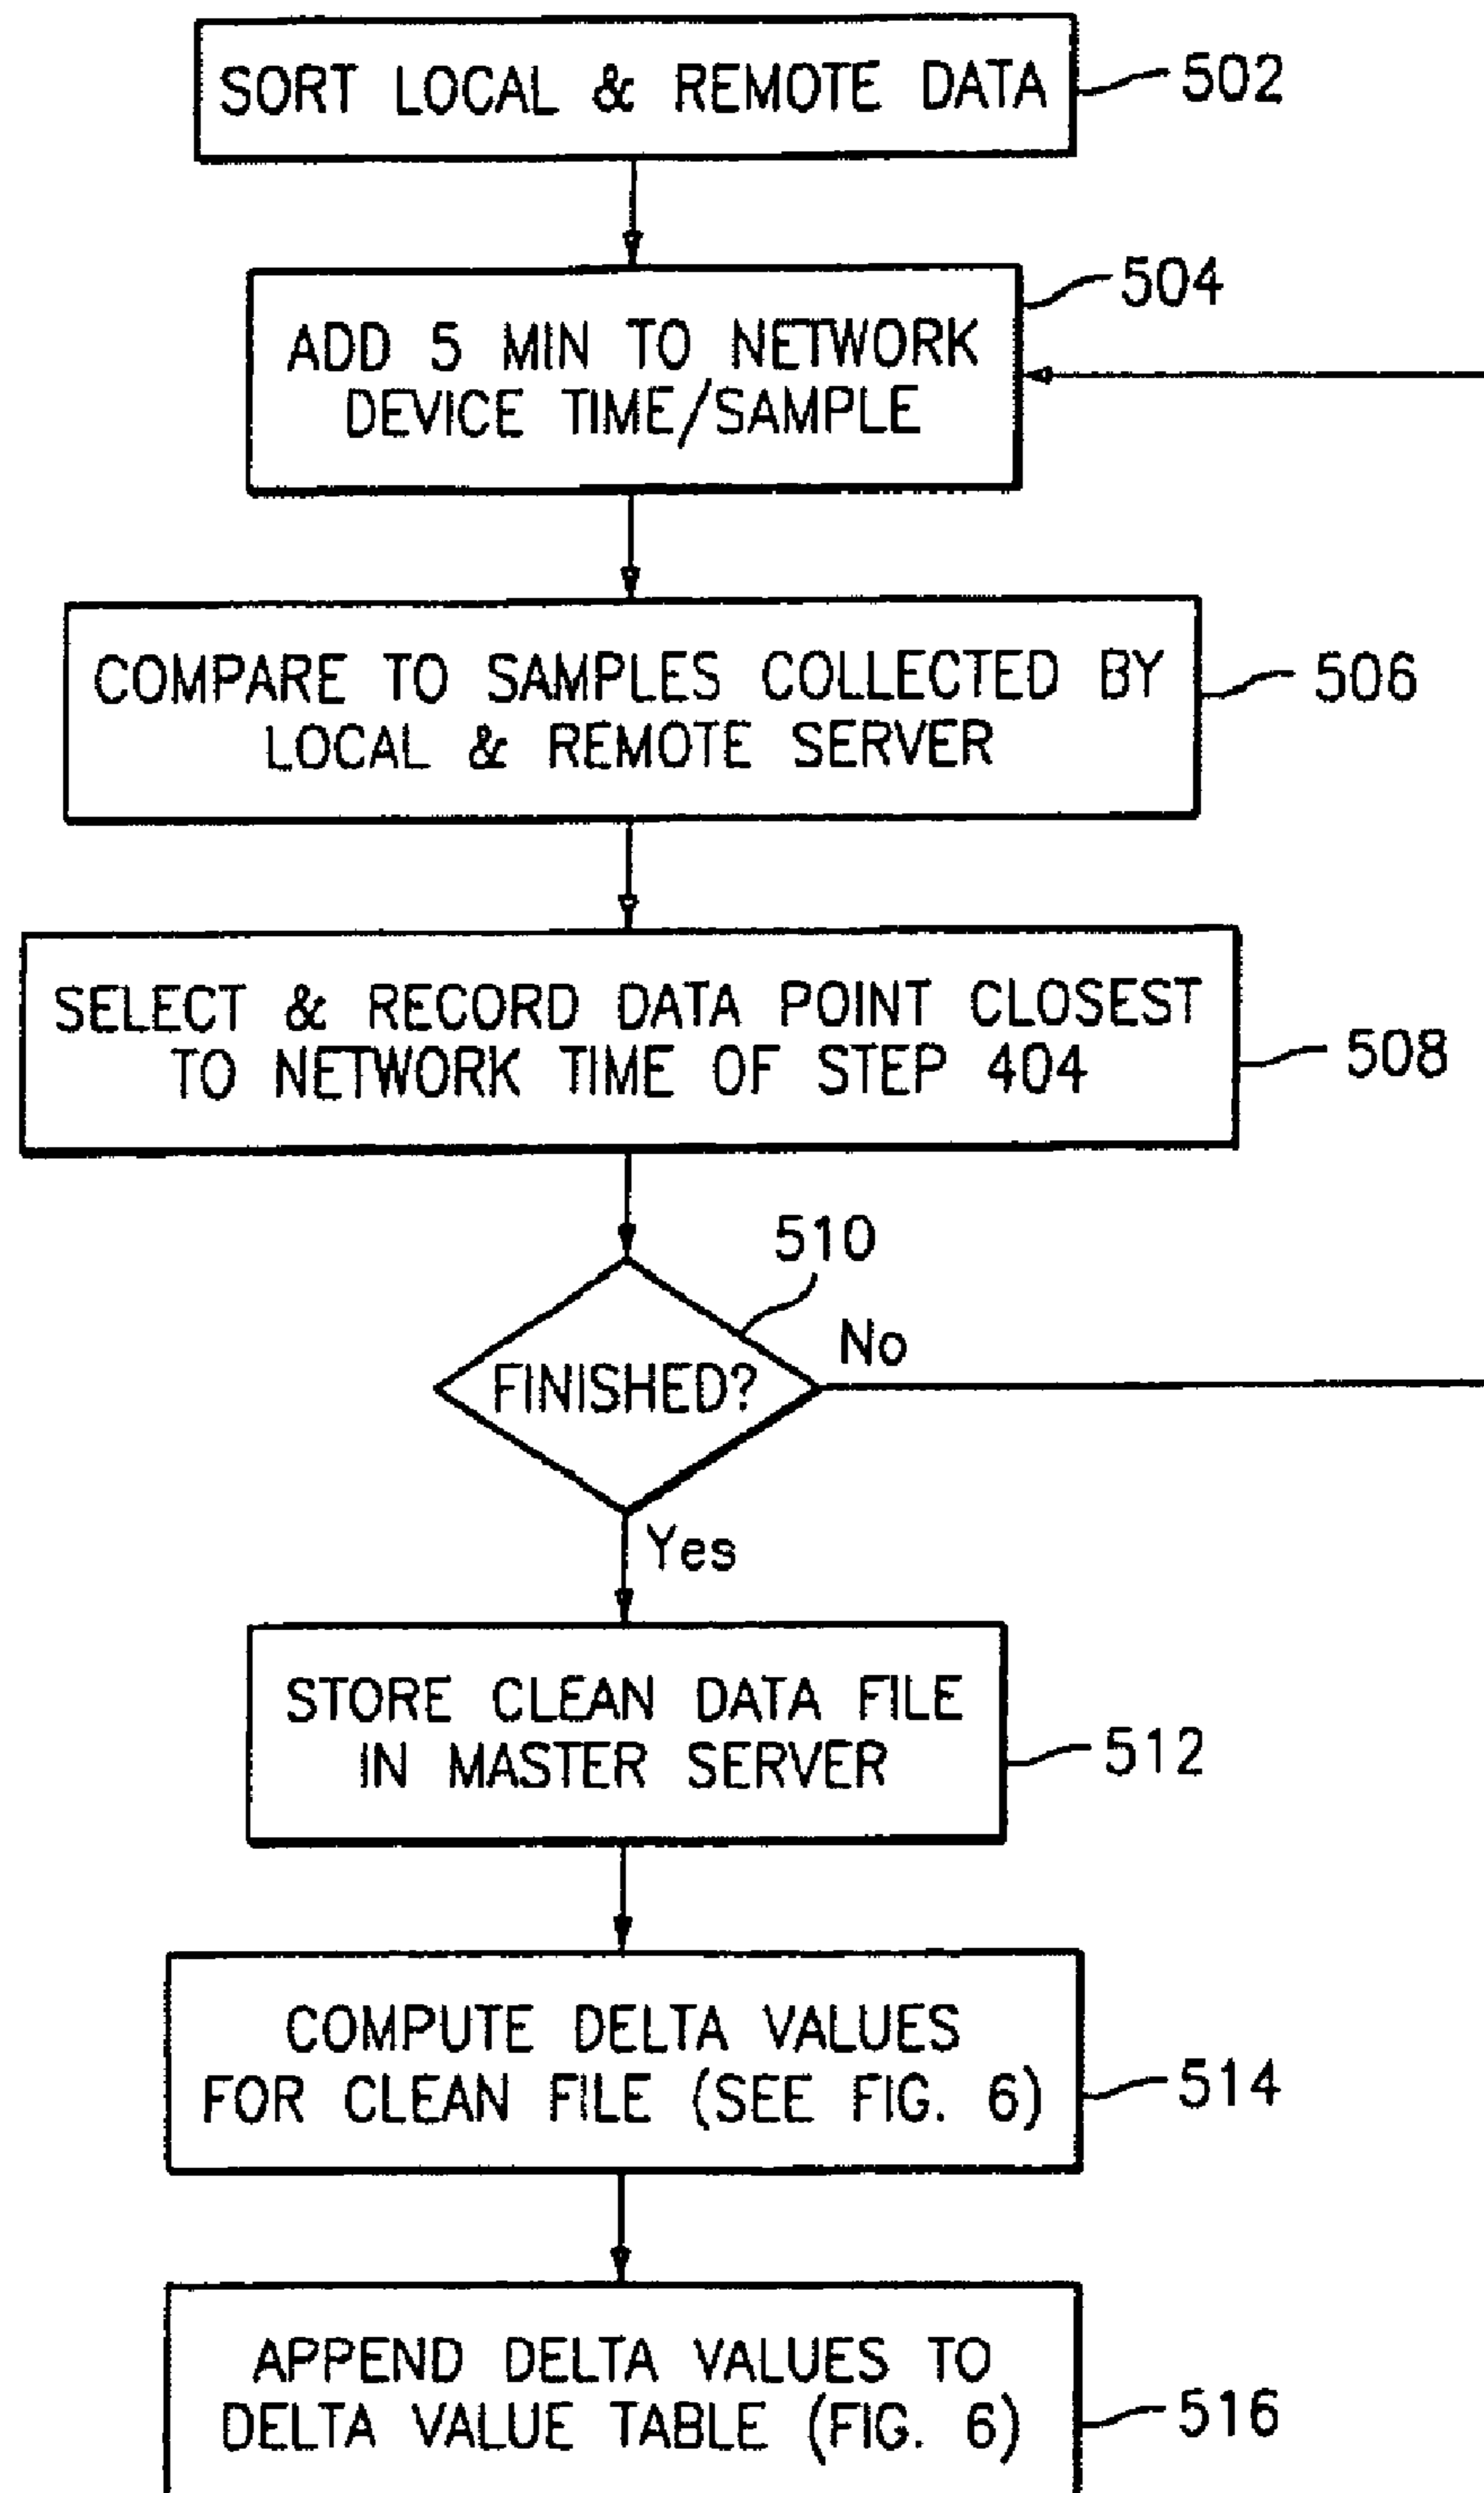 SORT LOCAL & REMOTE DATA
502
504
ADD 5 MIN TO NETWORK
DEVICE TIME/SAMPLE
COMPARE TO SAMPLES COLLECTED BY
LOCAL & REMOTE SERVER
506
SELECT & RECORD DATA POINT CLOSEST
TO NETWORK TIME OF STEP 404
508
510
FINISHED?
No
Yes
STORE CLEAN DATA FILE
IN MASTER SERVER
512
COMPUTE DELTA VALUES
FOR CLEAN FILE (SEE FIG. 6)
514
APPEND DELTA VALUES TO
DELTA VALUE TABLE (FIG. 6)
516